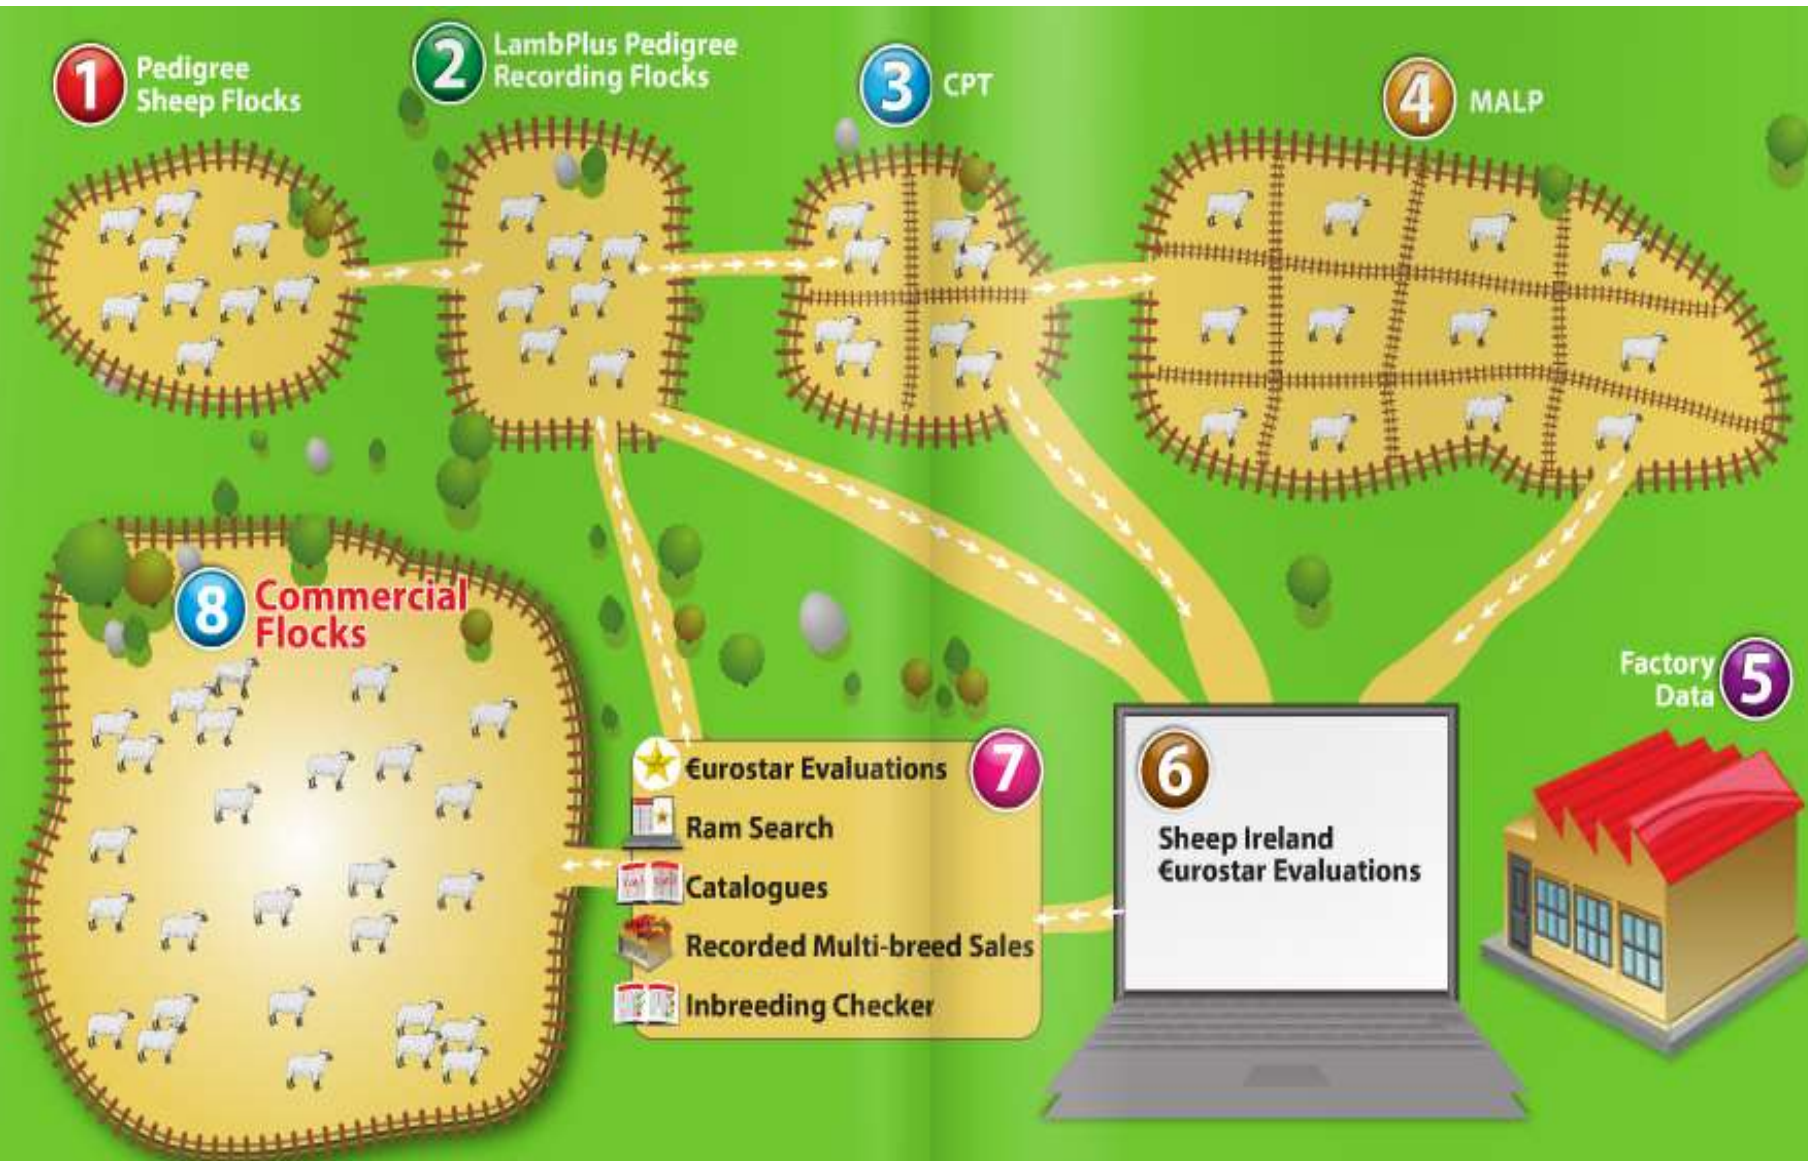 1
Pedigree
Sheep Flocks
2
LambPlus Pedigree
Recording Flocks
3
CPT
4
MALP
Factory
Data
5
6
Sheep Ireland
€urostar Evaluations
7
€urostar Evaluations
Ram Search
Catalogues
Recorded Multi-breed Sales
Inbreeding Checker
8
Commercial
Flocks